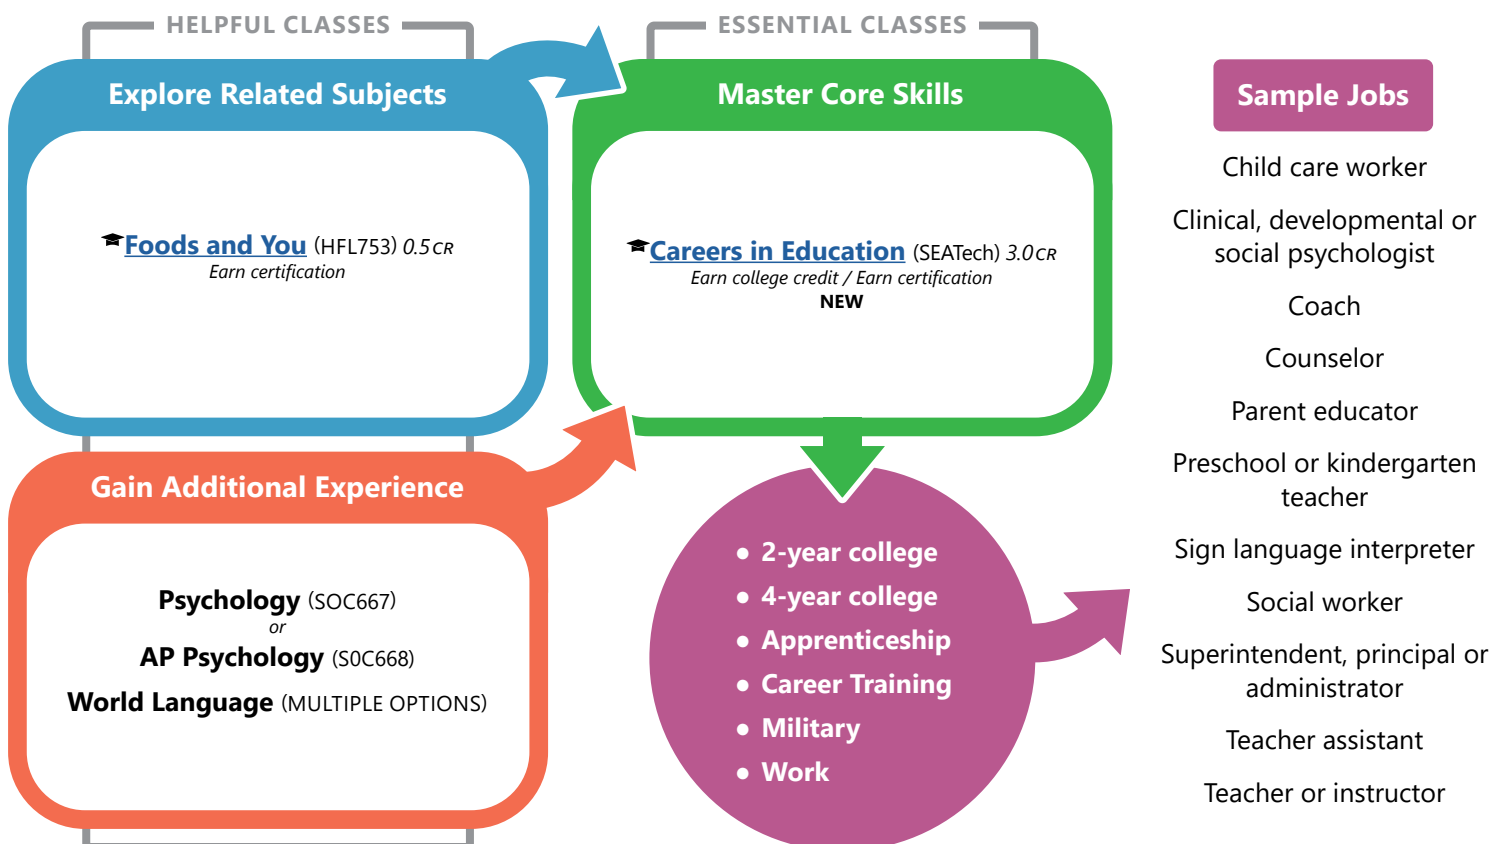 HELPFUL CLASSES
Explore Related Subjects
Foods and You (HFL753) 0.5 CR
Earn certification
Gain Additional Experience
Psychology (SOC667)
or
AP Psychology (S0C668)
World Language (MULTIPLE OPTIONS)
ESSENTIAL CLASSES
Master Core Skills
Careers in Education (SEATech) 3.0 CR
Earn college credit / Earn certification
NEW
• 2-year college
• 4-year college
• Apprenticeship
• Career Training
• Military
• Work
Sample Jobs
Child care worker
Clinical, developmental or
social psychologist
Coach
Counselor
Parent educator
Preschool or kindergarten
teacher
Sign language interpreter
Social worker
Superintendent, principal or
administrator
Teacher assistant
Teacher or instructor